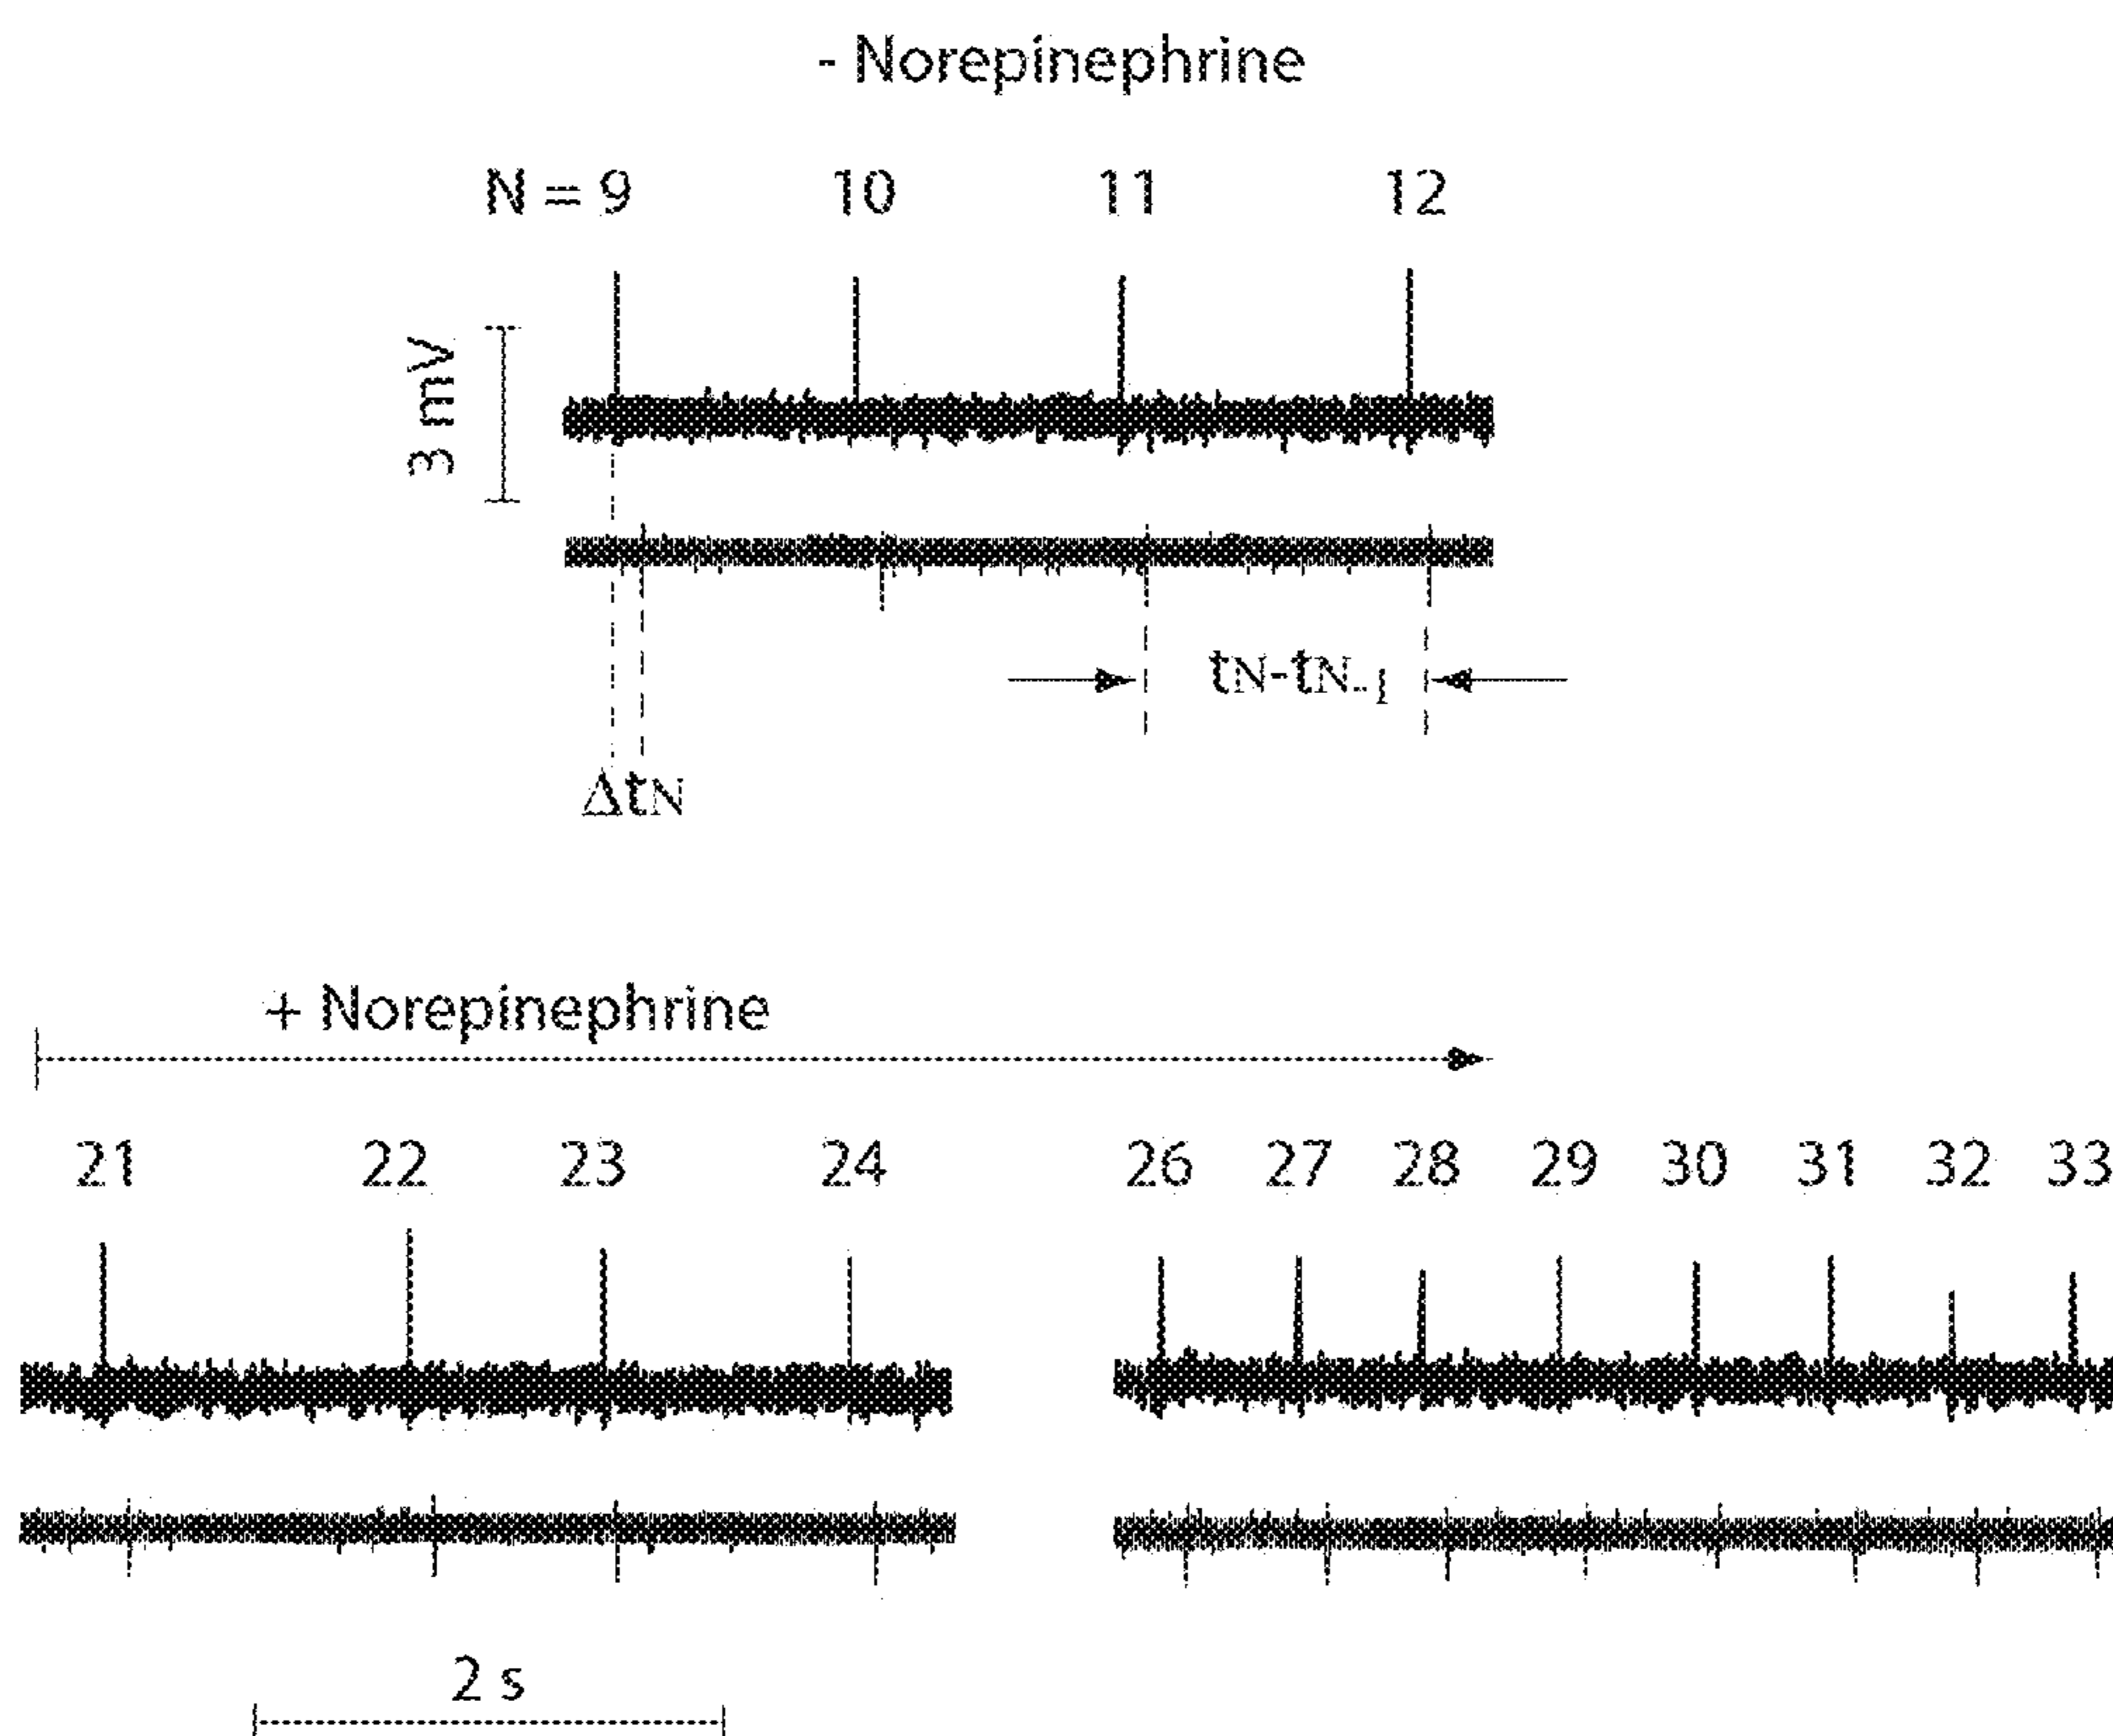 - Norepinephrine
N = 9 10 11 12
3 mV
tN-tN-1
ΔtN
+ Norepinephrine
21 22 23 24 26 27 28 29 30 31 32 33
2 s